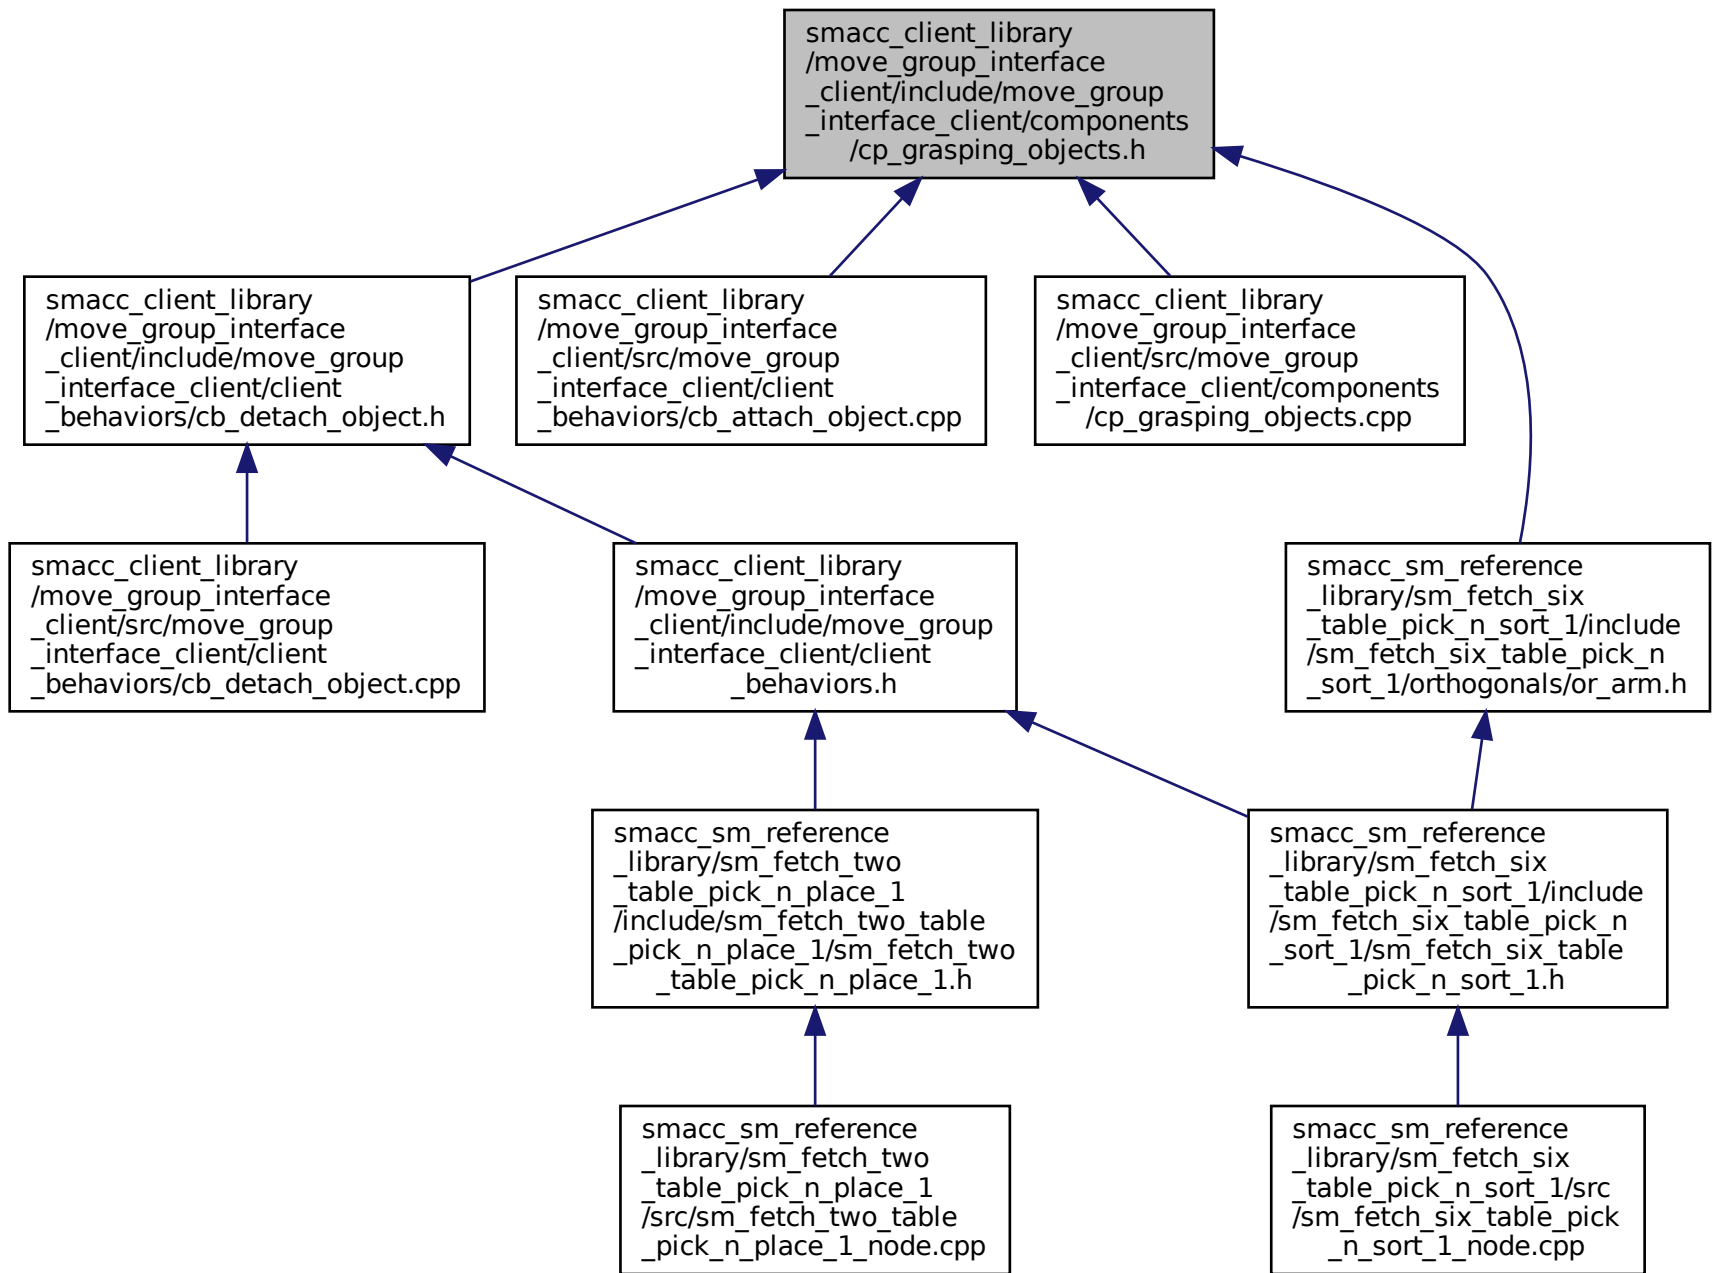 smacc_client_library
/move_group_interface
_client/include/move_group
_interface_client/components
/cp_grasping_objects.h
smacc_client_library
/move_group_interface
_client/include/move_group
_interface_client/client
_behaviors/cb_detach_object.h
smacc_client_library
/move_group_interface
_client/src/move_group
_interface_client/client
_behaviors/cb_attach_object.cpp
smacc_client_library
/move_group_interface
_client/src/move_group
_interface_client/components
/cp_grasping_objects.cpp
smacc_client_library
/move_group_interface
_client/src/move_group
_interface_client/client
_behaviors/cb_detach_object.cpp
smacc_client_library
/move_group_interface
_client/include/move_group
_interface_client/client
_behaviors.h
smacc_sm_reference
_library/sm_fetch_six
_table_pick_n_sort_1/include
/sm_fetch_six_table_pick_n
_sort_1/orthogonals/or_arm.h
smacc_sm_reference
_library/sm_fetch_two
_table_pick_n_place_1
/include/sm_fetch_two_table
_pick_n_place_1/sm_fetch_two
_table_pick_n_place_1.h
smacc_sm_reference
_library/sm_fetch_six
_table_pick_n_sort_1/include
/sm_fetch_six_table_pick_n
_sort_1/sm_fetch_six_table
_pick_n_sort_1.h
smacc_sm_reference
_library/sm_fetch_two
_table_pick_n_place_1
/src/sm_fetch_two_table
_pick_n_place_1_node.cpp
smacc_sm_reference
_library/sm_fetch_six
_table_pick_n_sort_1/src
/sm_fetch_six_table_pick
_n_sort_1_node.cpp